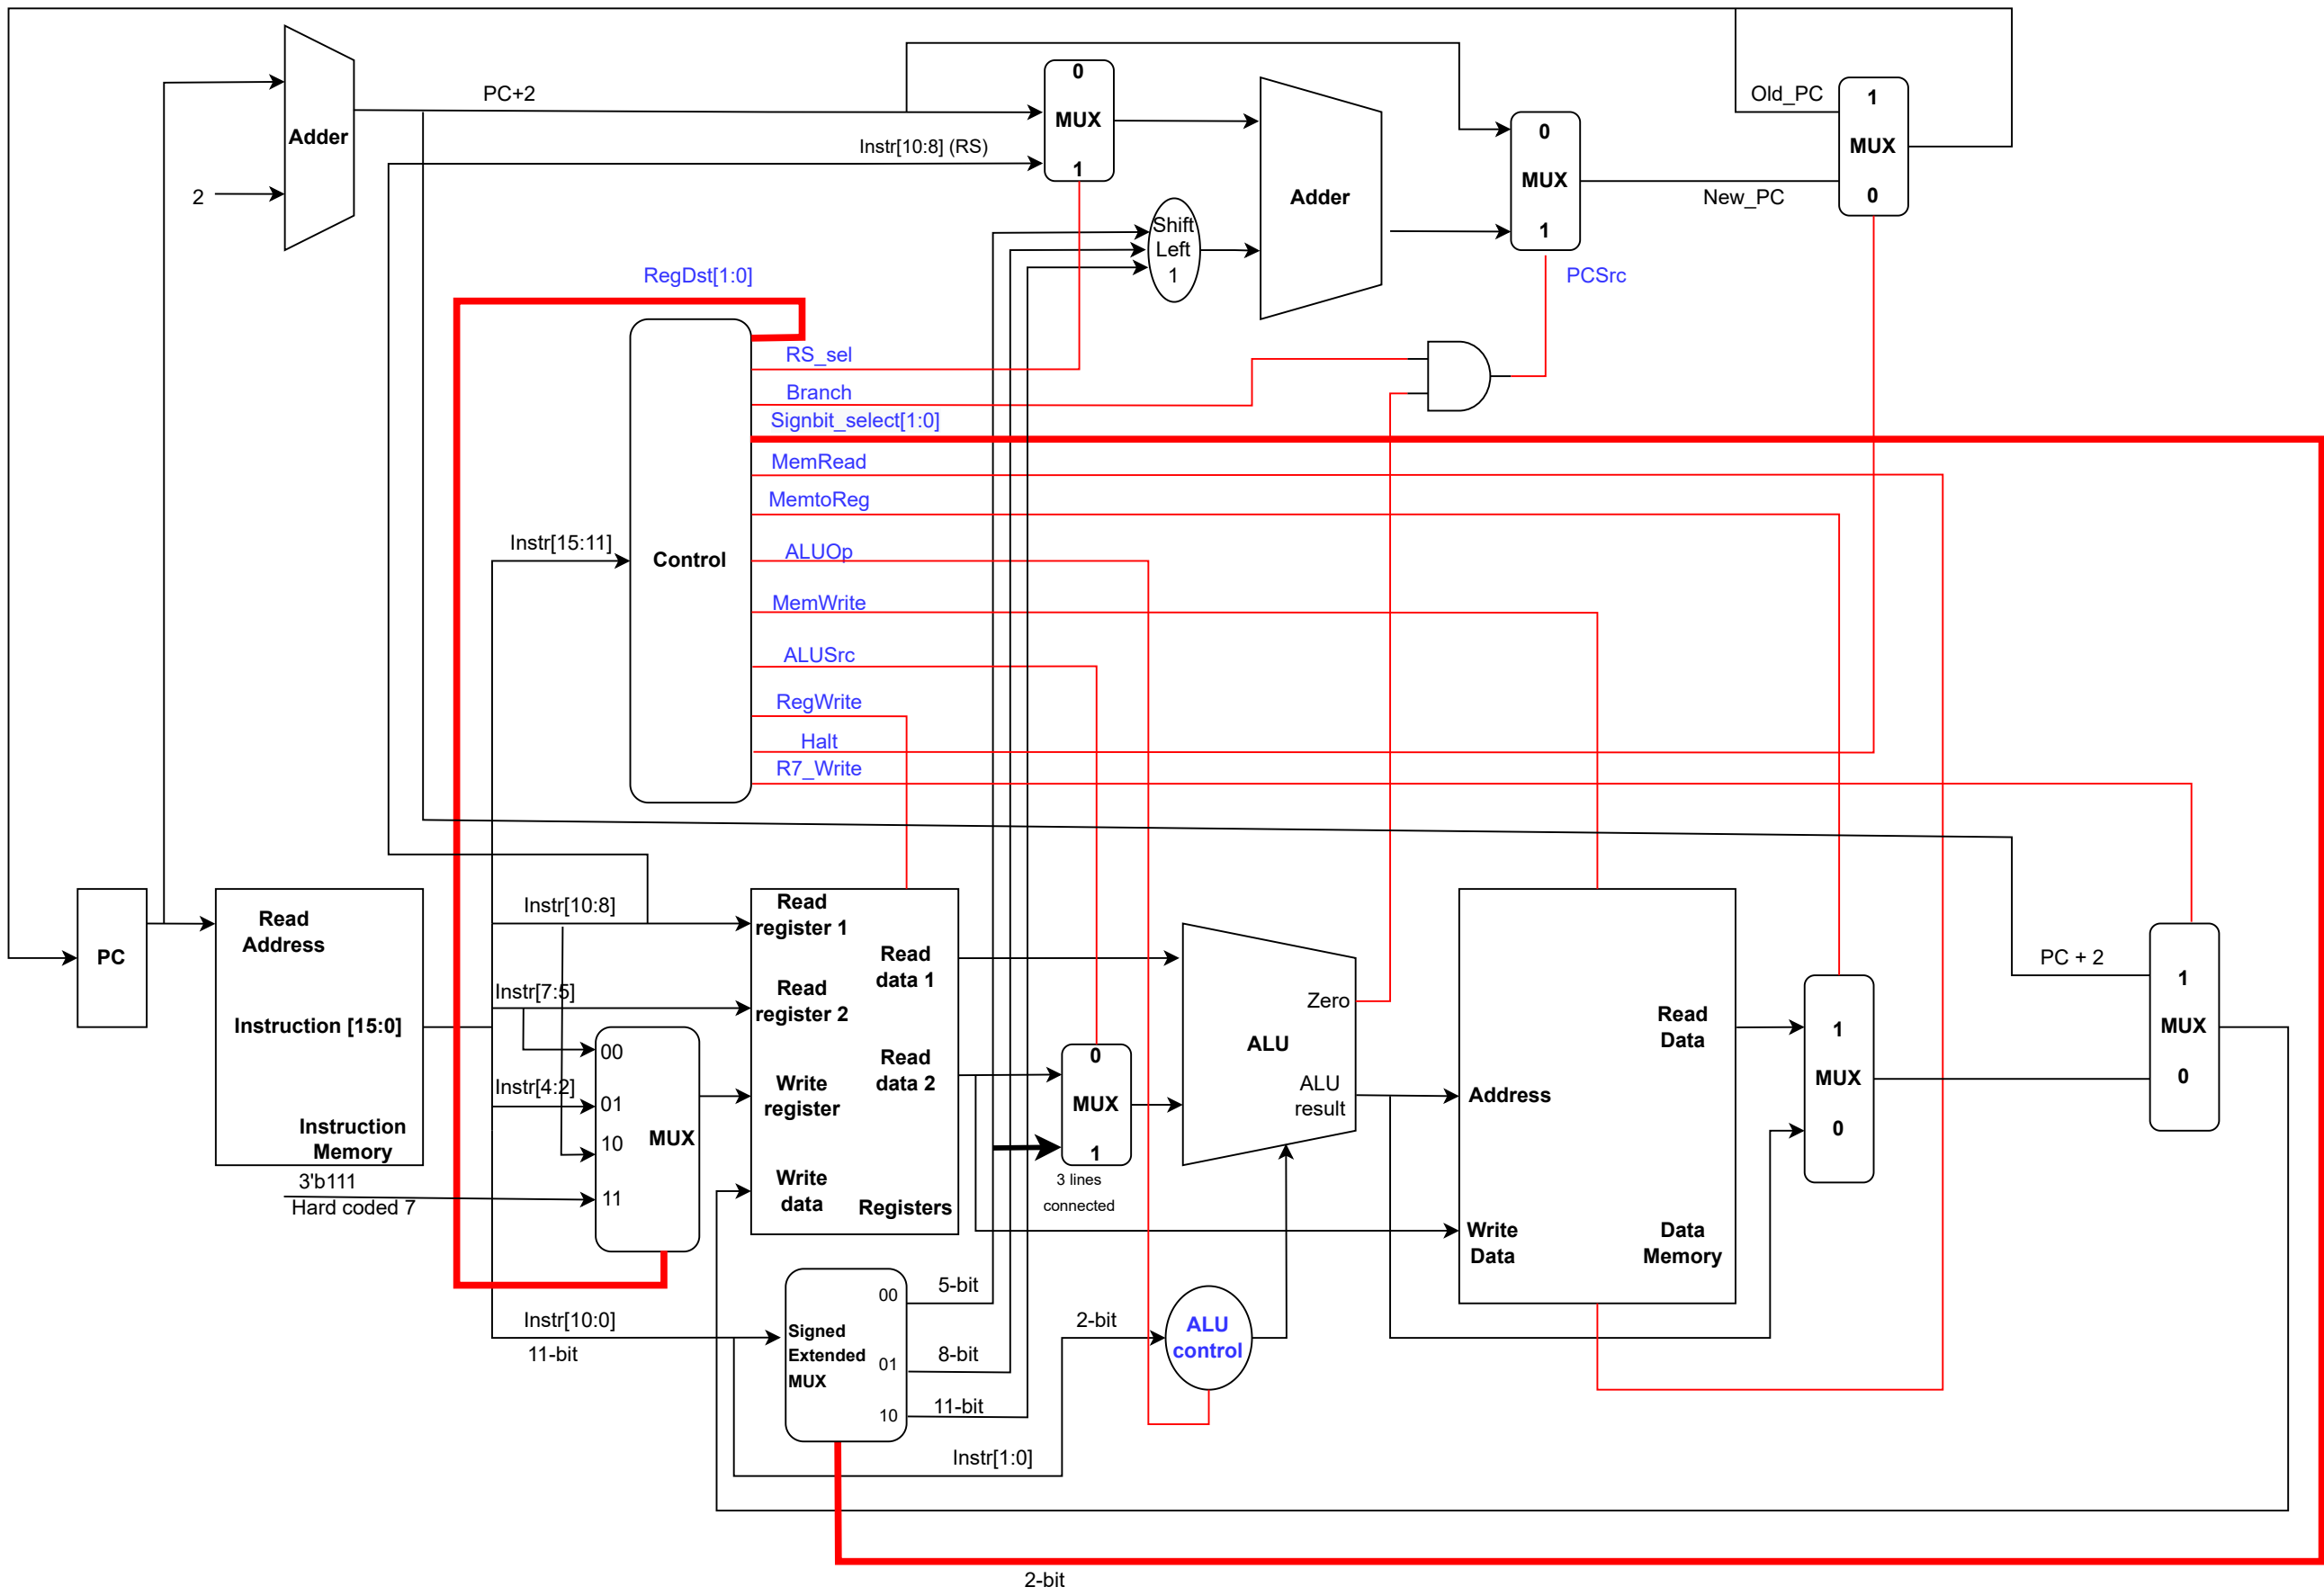 0
MUX
1
PC+2
Instr[10:8] (RS)
Adder
2
Shift
Left
1
Adder
0
MUX
1
Old_PC
New_PC
1
MUX
0
RegDst[1:0]
PCSrc
RS_sel
Branch
Signbit_select[1:0]
MemRead
MemtoReg
ALUOp
MemWrite
ALUSrc
RegWrite
Halt
R7_Write
Instr[15:11]
Control
PC
Read
Address
Instruction [15:0]
Instruction
Memory
3'b111
Hard coded 7
Instr[10:8]
Instr[7:5]
Instr[4:2]
00
01
10
11
MUX
Read
register 1
Read
register 2
Write
register
Write
data
Read
data 1
Read
data 2
Registers
0
MUX
1
3 lines
connected
Zero
ALU
ALU
result
Address
Write
Data
Read
Data
Data
Memory
1
MUX
0
PC + 2
1
MUX
0
Instr[10:0]
11-bit
Signed
Extended
MUX
00
01
10
5-bit
8-bit
11-bit
Instr[1:0]
2-bit
ALU
control
2-bit